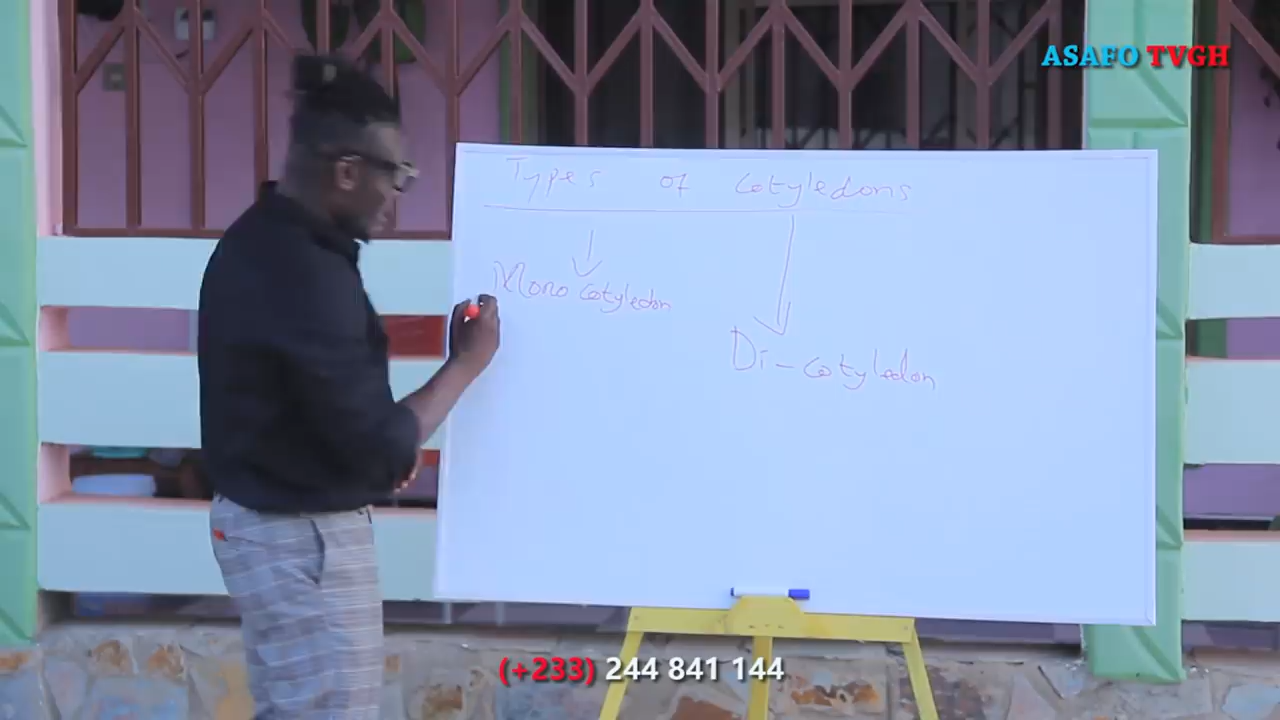 ASAFO TVGH
Types of Cotyledons
Mono Cotyledon
Di-cotyledon
(+233) 244 841 144